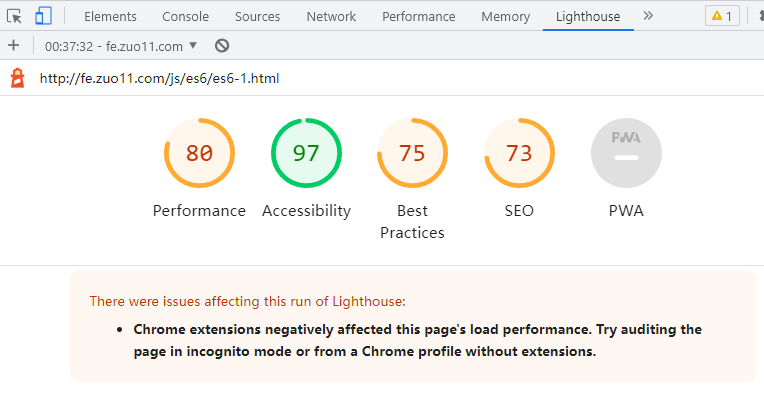 Elements Console Sources Network Performance Memory Lighthouse » 1
+ 00:37:32 - fe.zuo11.com ▼
http://fe.zuo11.com/js/es6/es6-1.html
80 97 75 73 PWA
Performance Accessibility Best Practices SEO PWA
There were issues affecting this run of Lighthouse:
• Chrome extensions negatively affected this page's load performance. Try auditing the
page in incognito mode or from a Chrome profile without extensions.